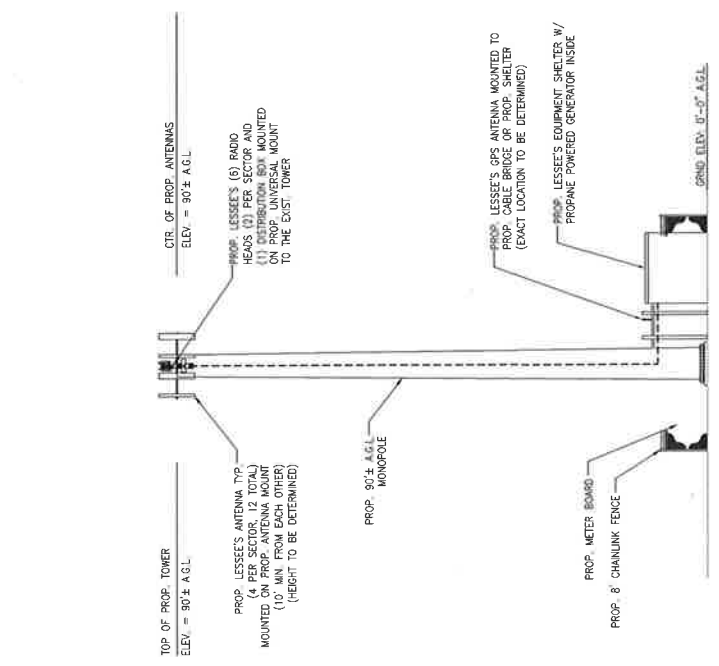 TOP OF PROP. TOWER
ELEV. = 90'± A.G.L.
PROP. LESSEE'S ANTENNA TYP.
(4 PER SECTOR, 12 TOTAL)
MOUNTED ON PROP. ANTENNA MOUNT
(10' MIN. FROM EACH OTHER)
(HEIGHT TO BE DETERMINED)
CTR. OF PROP. ANTENNAS
ELEV. = 90'± A.G.L.
PROP. LESSEE'S (6) RADIO
HEADS (2) PER SECTOR AND
(1) DISTRIBUTION BOX MOUNTED
ON PROP. UNIVERSAL MOUNT
TO THE EXIST. TOWER
PROP. 90'± A.G.L.
MONOPOLE
PROP. LESSEE'S GPS ANTENNA MOUNTED TO
PROP. CABLE BRIDGE OR PROP. SHELTER
(EXACT LOCATION TO BE DETERMINED)
PROP. LESSEE'S EQUIPMENT SHELTER W/
PROPANE POWERED GENERATOR INSIDE
PROP. METER BOARD
PROP. 8' CHAINLINK FENCE
GRND ELEV: 0'-0" A.G.L.